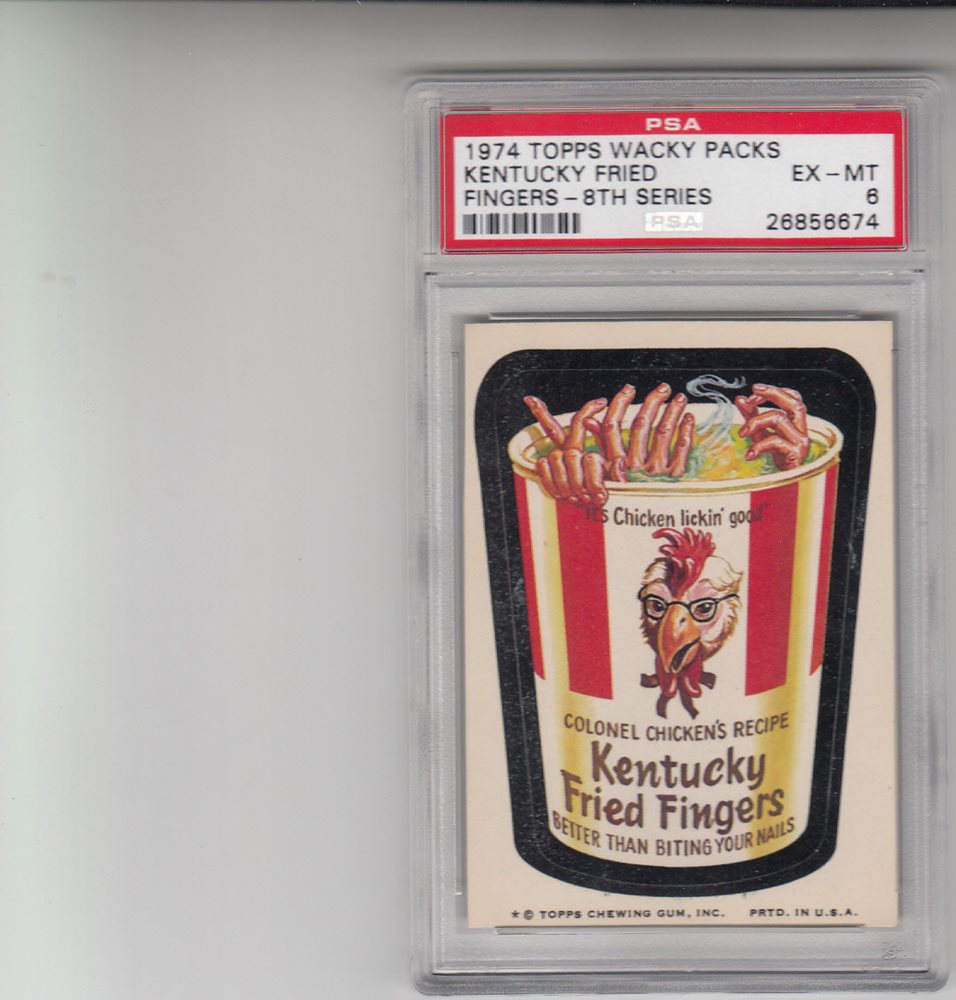 PSA
1974 TOPPS WACKY PACKS
KENTUCKY FRIED EX-MT
FINGERS-8TH SERIES 6
PSA 26856674
"It's Chicken lickin' good"
COLONEL CHICKEN'S RECIPE
Kentucky
Fried Fingers
BETTER THAN BITING YOUR NAILS
* © TOPPS CHEWING GUM, INC. PRTD. IN U.S.A.